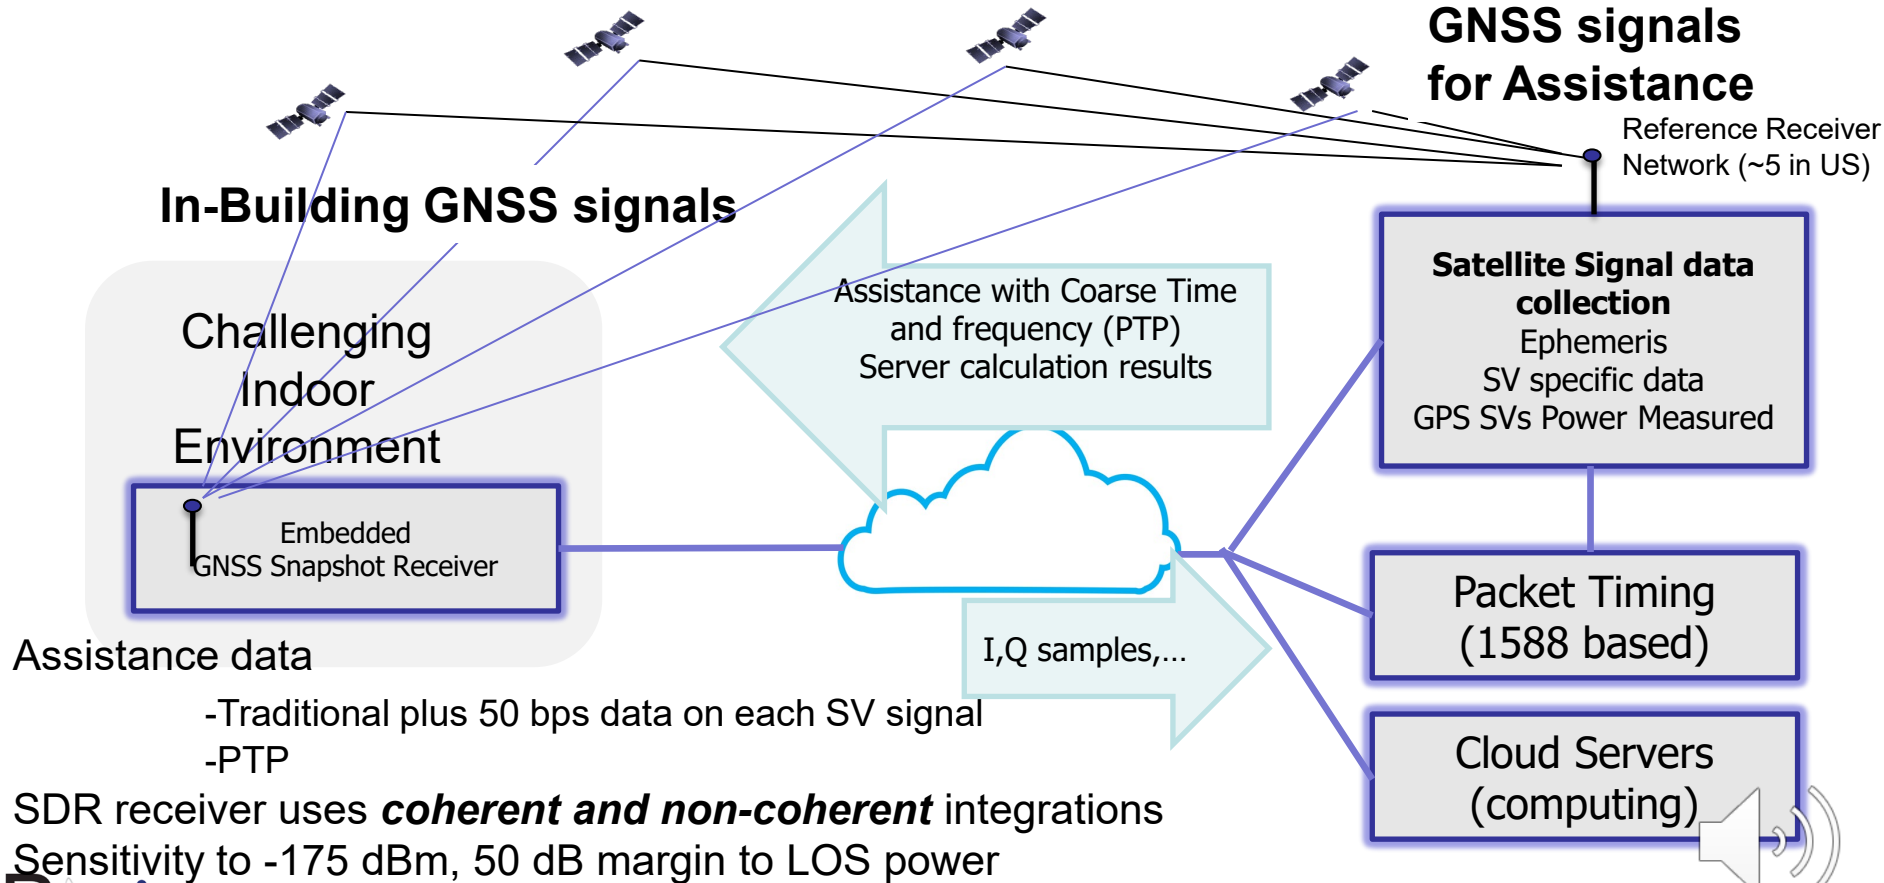 GNSS signals
for Assistance
Reference Receiver
Network (~5 in US)
In-Building GNSS signals
Challenging
Indoor
Environment
Embedded
GNSS Snapshot Receiver
Assistance with Coarse Time
and frequency (PTP)
Server calculation results
I,Q samples,...
Satellite Signal data
collection
Ephemeris
SV specific data
GPS SVs Power Measured
Packet Timing
(1588 based)
Cloud Servers
(computing)
Assistance data
-Traditional plus 50 bps data on each SV signal
-PTP
SDR receiver uses coherent and non-coherent integrations
Sensitivity to -175 dBm, 50 dB margin to LOS power